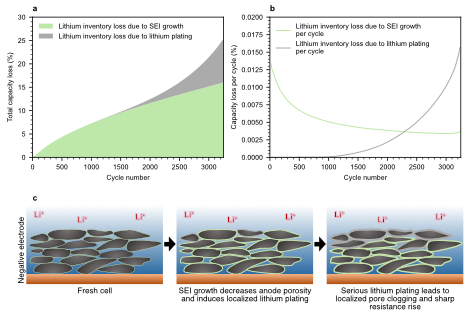 a
Lithium inventory loss due to SEI growth
Lithium inventory loss due to lithium plating
Total capacity loss (%)
30
25
20
15
10
5
0
0
500
1000
1500
2000
2500
3000
Cycle number
b
Lithium inventory loss due to SEI growth
per cycle
Lithium inventory loss due to lithium plating
per cycle
Capacity loss per cycle (%)
0.0200
0.0175
0.0150
0.0125
0.0100
0.0075
0.0050
0.0025
0.0000
0
500
1000
1500
2000
2500
3000
Cycle number
c
Negative electrode
Li⁺
Li⁺
Li⁺
Li⁺
Li⁺
Li⁺
Li⁺
Li⁺
Li⁺
Fresh cell
SEI growth decreases anode porosity
and induces localized lithium plating
Serious lithium plating leads to
localized pore clogging and sharp
resistance rise